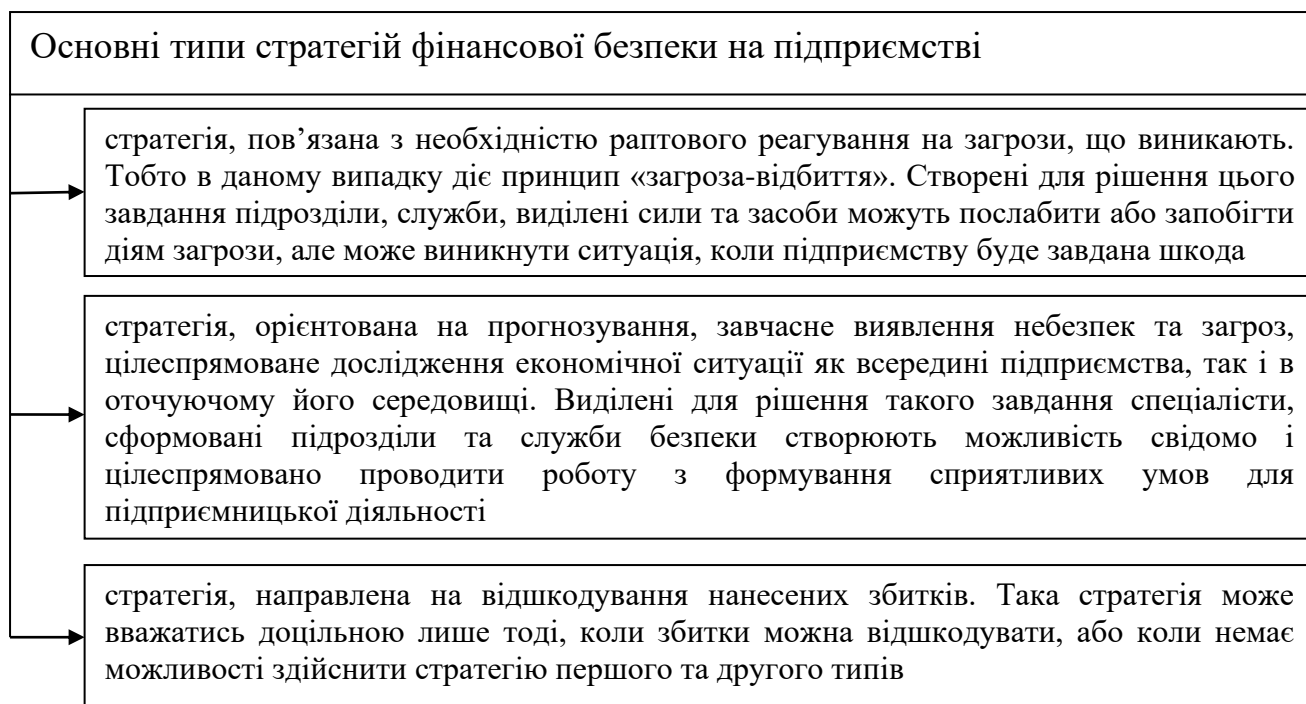 Основні типи стратегій фінансової безпеки на підприємстві
стратегія, пов’язана з необхідністю раптового реагування на загрози, що виникають.
Тобто в даному випадку діє принцип «загроза-відбиття». Створені для рішення цього
завдання підрозділи, служби, виділені сили та засоби можуть послабити або запобігти
діям загрози, але може виникнути ситуація, коли підприємству буде завдана шкода
стратегія, орієнтована на прогнозування, завчасне виявлення небезпек та загроз,
цілеспрямоване дослідження економічної ситуації як всередині підприємства, так і в
оточуючому його середовищі. Виділені для рішення такого завдання спеціалісти,
сформовані підрозділи та служби безпеки створюють можливість свідомо і
цілеспрямовано проводити роботу з формування сприятливих умов для
підприємницької діяльності
стратегія, направлена на відшкодування нанесених збитків. Така стратегія може
вважатись доцільною лише тоді, коли збитки можна відшкодувати, або коли немає
можливості здійснити стратегію першого та другого типів